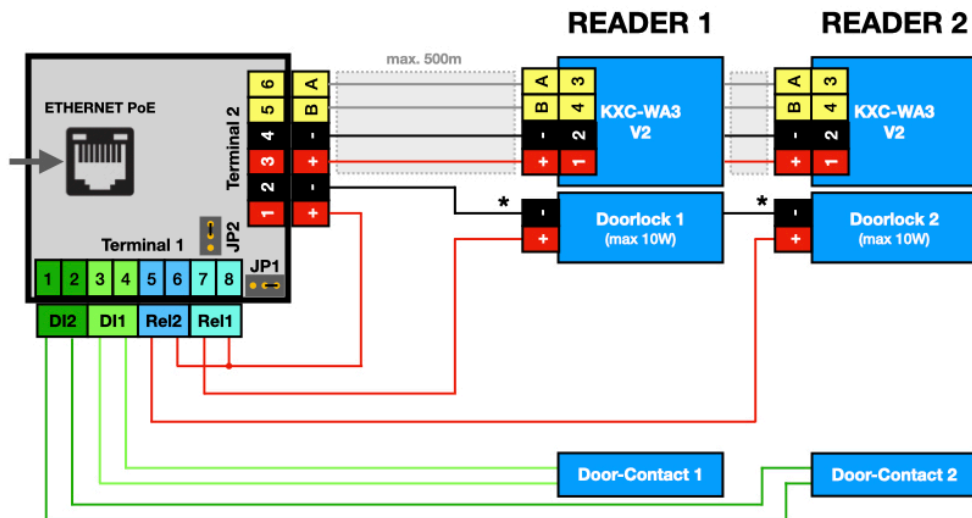 READER 1
READER 2
max. 500m
ETHERNET PoE
Terminal 2
6 A
5 B
4 -
3 +
2 -
1 +
A 3
B 4
- 2
+ 1
KXC-WA3
V2
A 3
B 4
- 2
+ 1
KXC-WA3
V2
* -
+
Doorlock 1
(max 10W)
* -
+
Doorlock 2
(max 10W)
JP2
Terminal 1
JP1
1 2 3 4 5 6 7 8
DI2 DI1 Rel2 Rel1
Door-Contact 1
Door-Contact 2